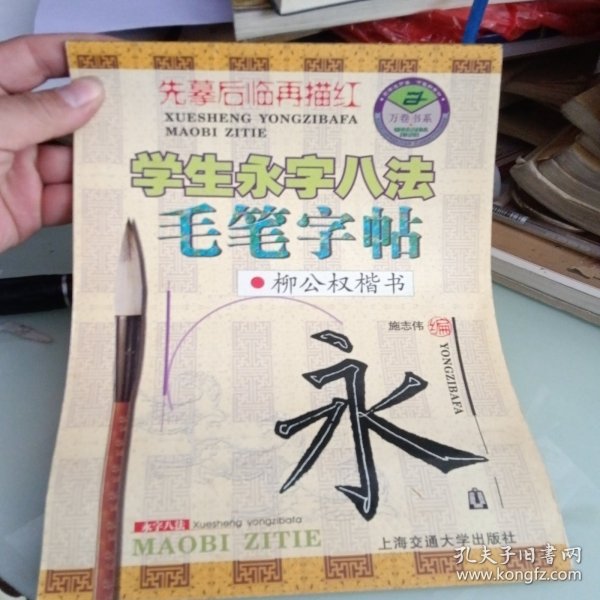 先摹后临再描红
XUESHENG YONGZIBAFA
MAOBI ZITIE
万卷书系
学生永字八法
毛笔字帖
柳公权楷书
施志伟 编
YONGZIBAFA
永
永字八法 Xuesheng yongzibafa
MAOBI ZITIE
上海交通大学出版社
孔夫子旧书网
www.kongfz.com